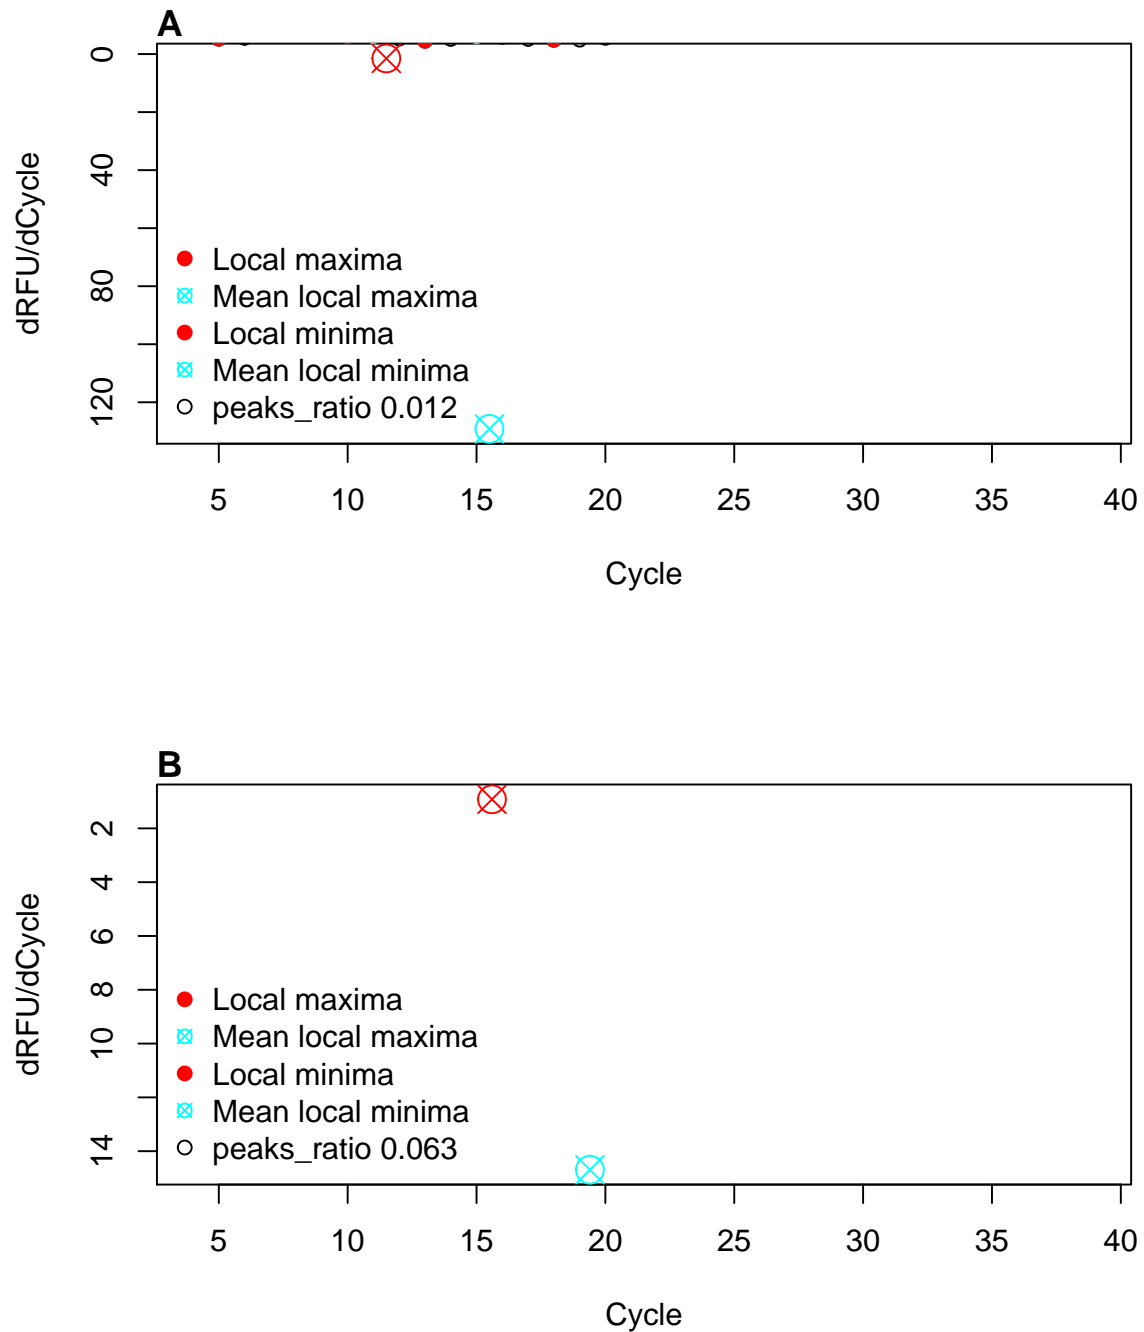 A
dRFU/dCycle
0
40
80
120
Local maxima
Mean local maxima
Local minima
Mean local minima
peaks_ratio 0.012
5 10 15 20 25 30 35 40
Cycle
B
dRFU/dCycle
2
4
6
8
10
14
Local maxima
Mean local maxima
Local minima
Mean local minima
peaks_ratio 0.063
5 10 15 20 25 30 35 40
Cycle